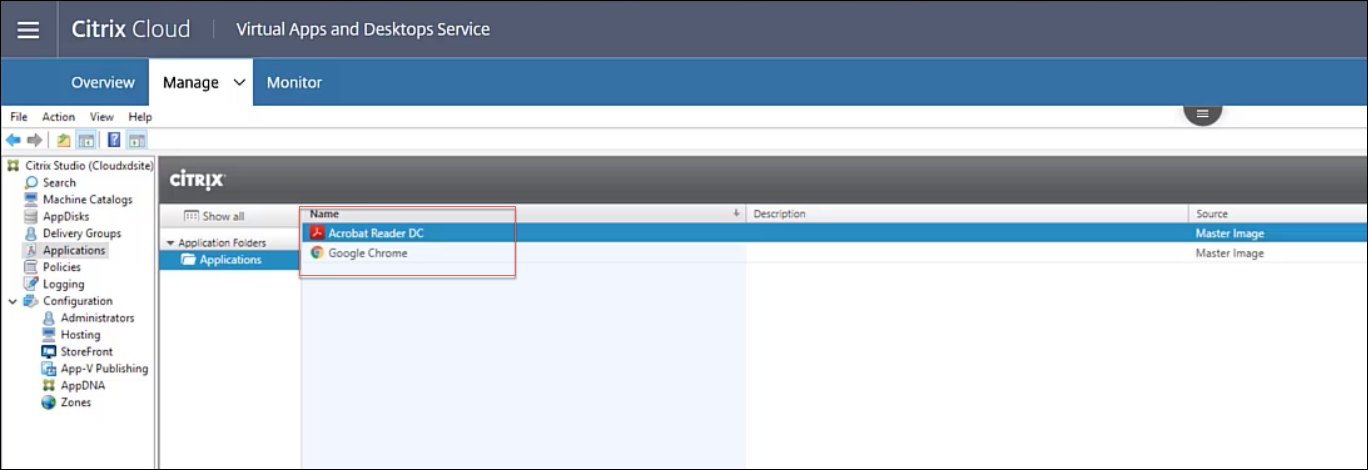 Citrix Cloud Virtual Apps and Desktops Service
Overview Manage Monitor
File Action View Help
Citrix Studio (Cloudxdsite)
Search
Machine Catalogs
AppDisks
Delivery Groups
Applications
Policies
Logging
Configuration
Administrators
Hosting
StoreFront
App-V Publishing
AppDNA
Zones
CİTRIX
Show all
Application Folders
Applications
Name Description Source
Acrobat Reader DC Master Image
Google Chrome Master Image